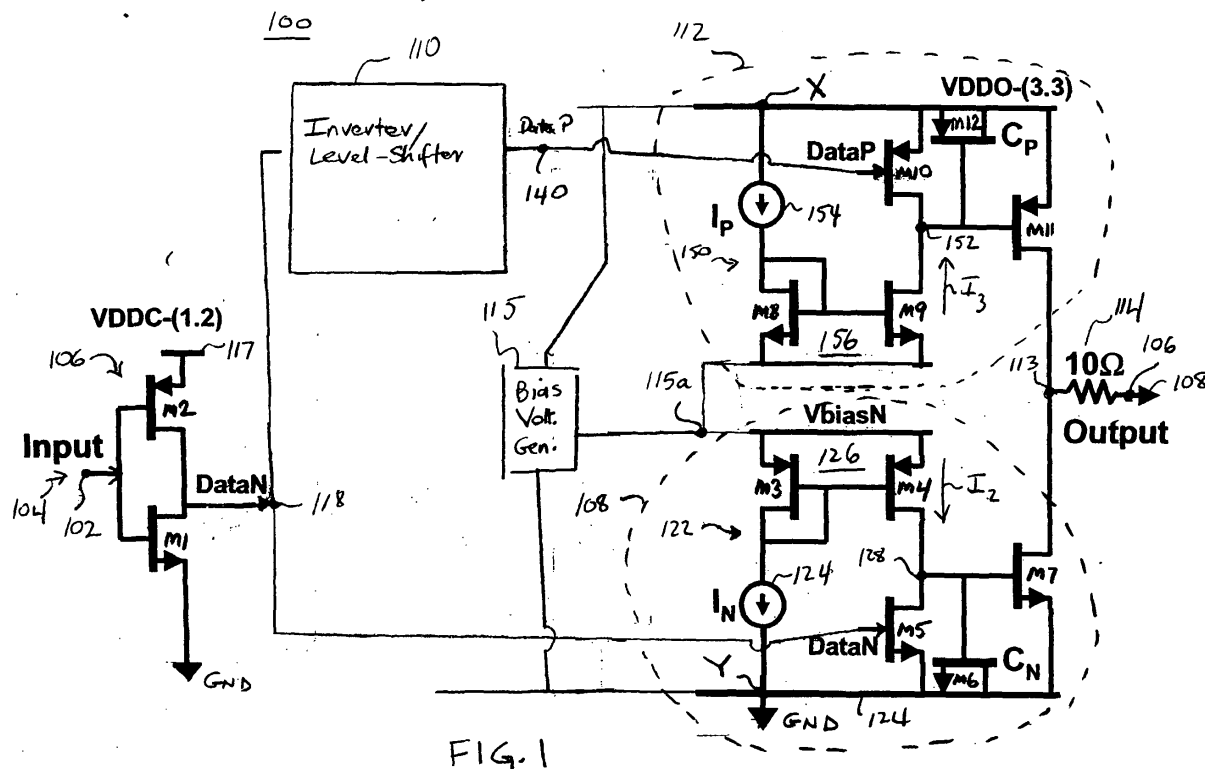 100
110
112
X
VDDO-(3.3)
Inverter/
Level-Shifter
DataP
140
DataP
M10
M12
CP
IP
154
150
152
M11
M8
M9
I3
156
VDDC-(1.2)
117
106
M2
115
Bias
Volt.
Gen.
115a
113
10Ω
114
106
108
Output
VbiasN
Input
104
102
DataN
118
M1
GND
126
108
M3
M4
I2
122
124
128
M7
IN
DataN
M5
CN
M6
Y
GND
124
FIG. 1